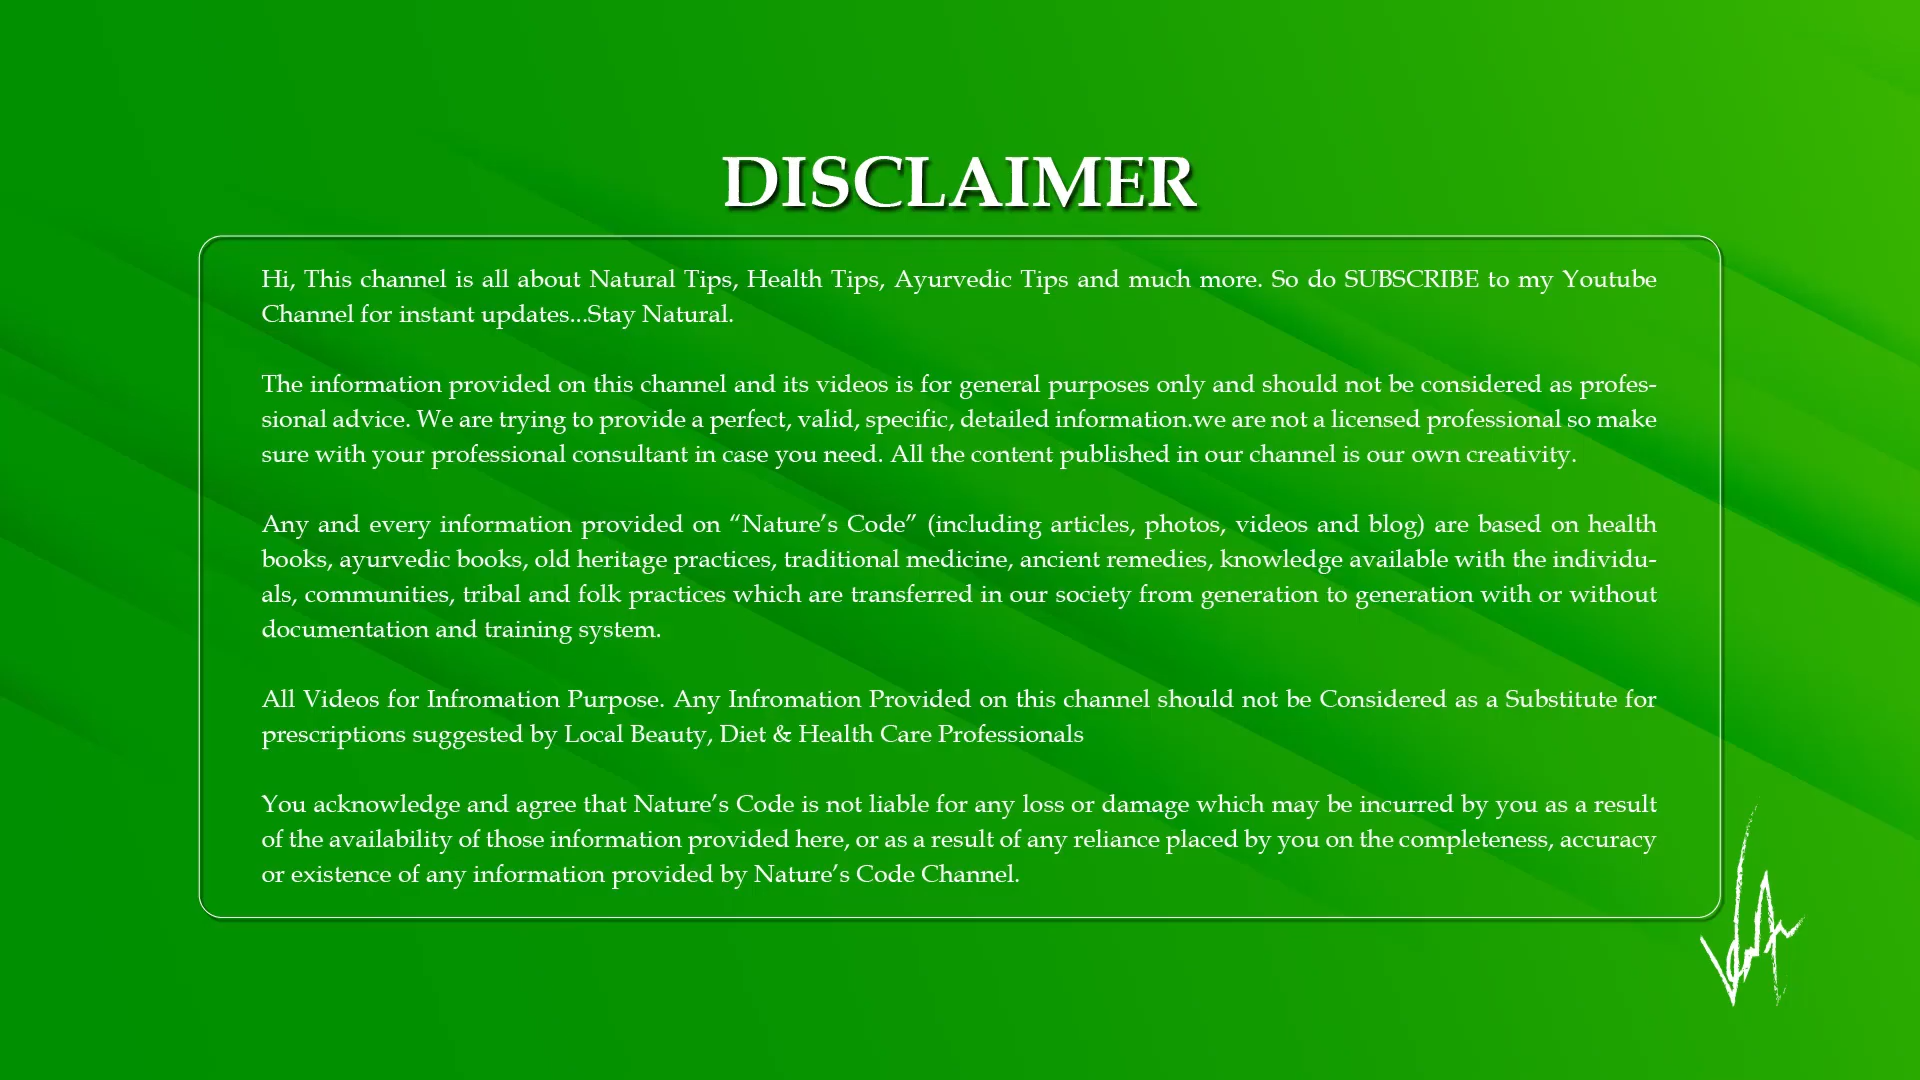 DISCLAIMER
Hi, This channel is all about Natural Tips, Health Tips, Ayurvedic Tips and much more. So do SUBSCRIBE to my Youtube
Channel for instant updates...Stay Natural.
The information provided on this channel and its videos is for general purposes only and should not be considered as profes-
sional advice. We are trying to provide a perfect, valid, specific, detailed information.we are not a licensed professional so make
sure with your professional consultant in case you need. All the content published in our channel is our own creativity.
Any and every information provided on “Nature’s Code” (including articles, photos, videos and blog) are based on health
books, ayurvedic books, old heritage practices, traditional medicine, ancient remedies, knowledge available with the individu-
als, communities, tribal and folk practices which are transferred in our society from generation to generation with or without
documentation and training system.
All Videos for Infromation Purpose. Any Infromation Provided on this channel should not be Considered as a Substitute for
prescriptions suggested by Local Beauty, Diet & Health Care Professionals
You acknowledge and agree that Nature’s Code is not liable for any loss or damage which may be incurred by you as a result
of the availability of those information provided here, or as a result of any reliance placed by you on the completeness, accuracy
or existence of any information provided by Nature’s Code Channel.